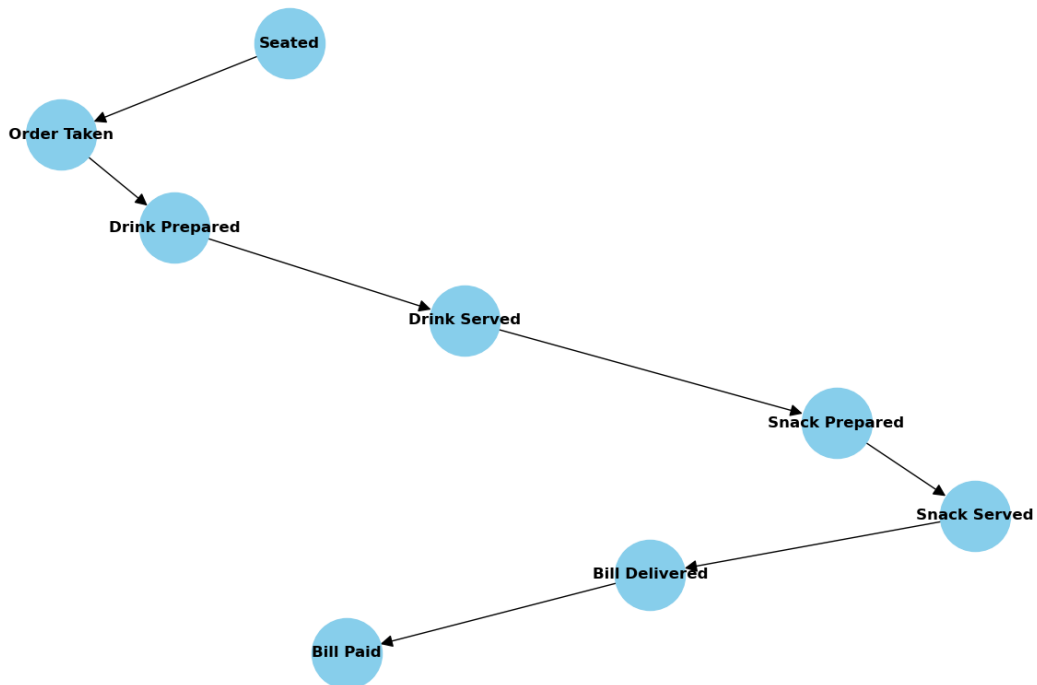 Seated
Order Taken
Drink Prepared
Drink Served
Snack Prepared
Snack Served
Bill Delivered
Bill Paid